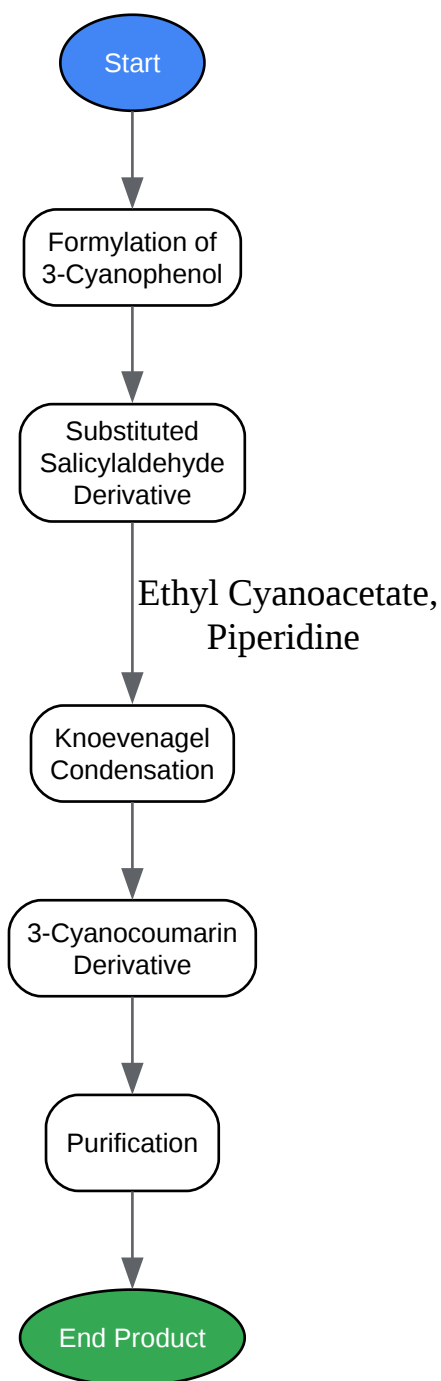 Start
Formylation of
3-Cyanophenol
Substituted
Salicylaldehyde
Derivative
Ethyl Cyanoacetate,
Piperidine
Knoevenagel
Condensation
3-Cyanocoumarin
Derivative
Purification
End Product